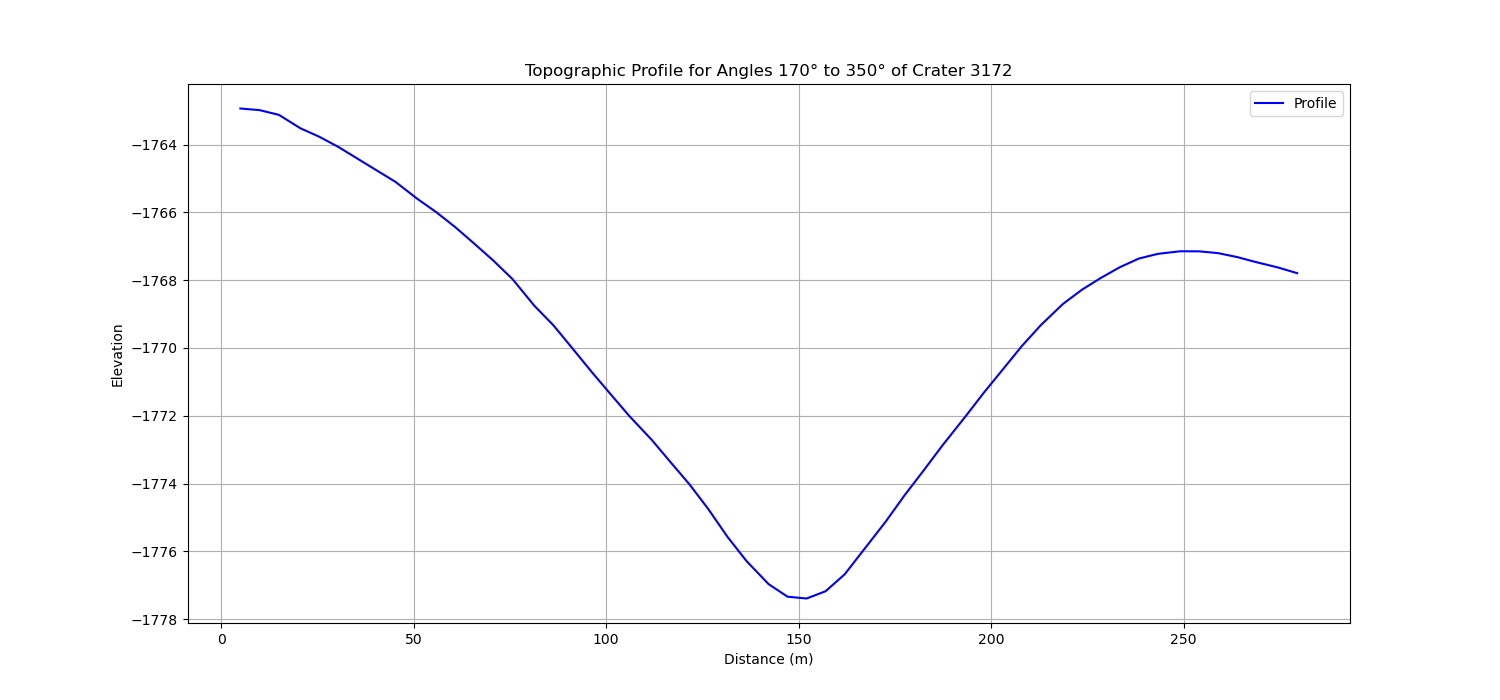 Topographic Profile for Angles 170° to 350° of Crater 3172
Profile
−1764
−1766
−1768
−1770
−1772
−1774
−1776
−1778
Elevation
0 50 100 150 200 250
Distance (m)